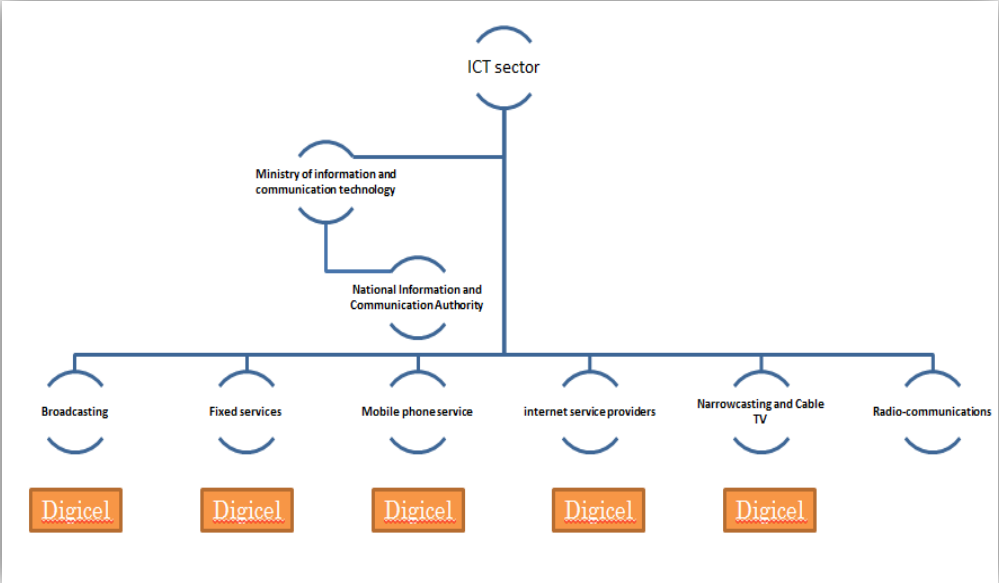 ICT sector
Ministry of information and
communication technology
National Information and
Communication Authority
Broadcasting
Fixed services
Mobile phone service
internet service providers
Narrowcasting and Cable
TV
Radio-communications
Digicel
Digicel
Digicel
Digicel
Digicel